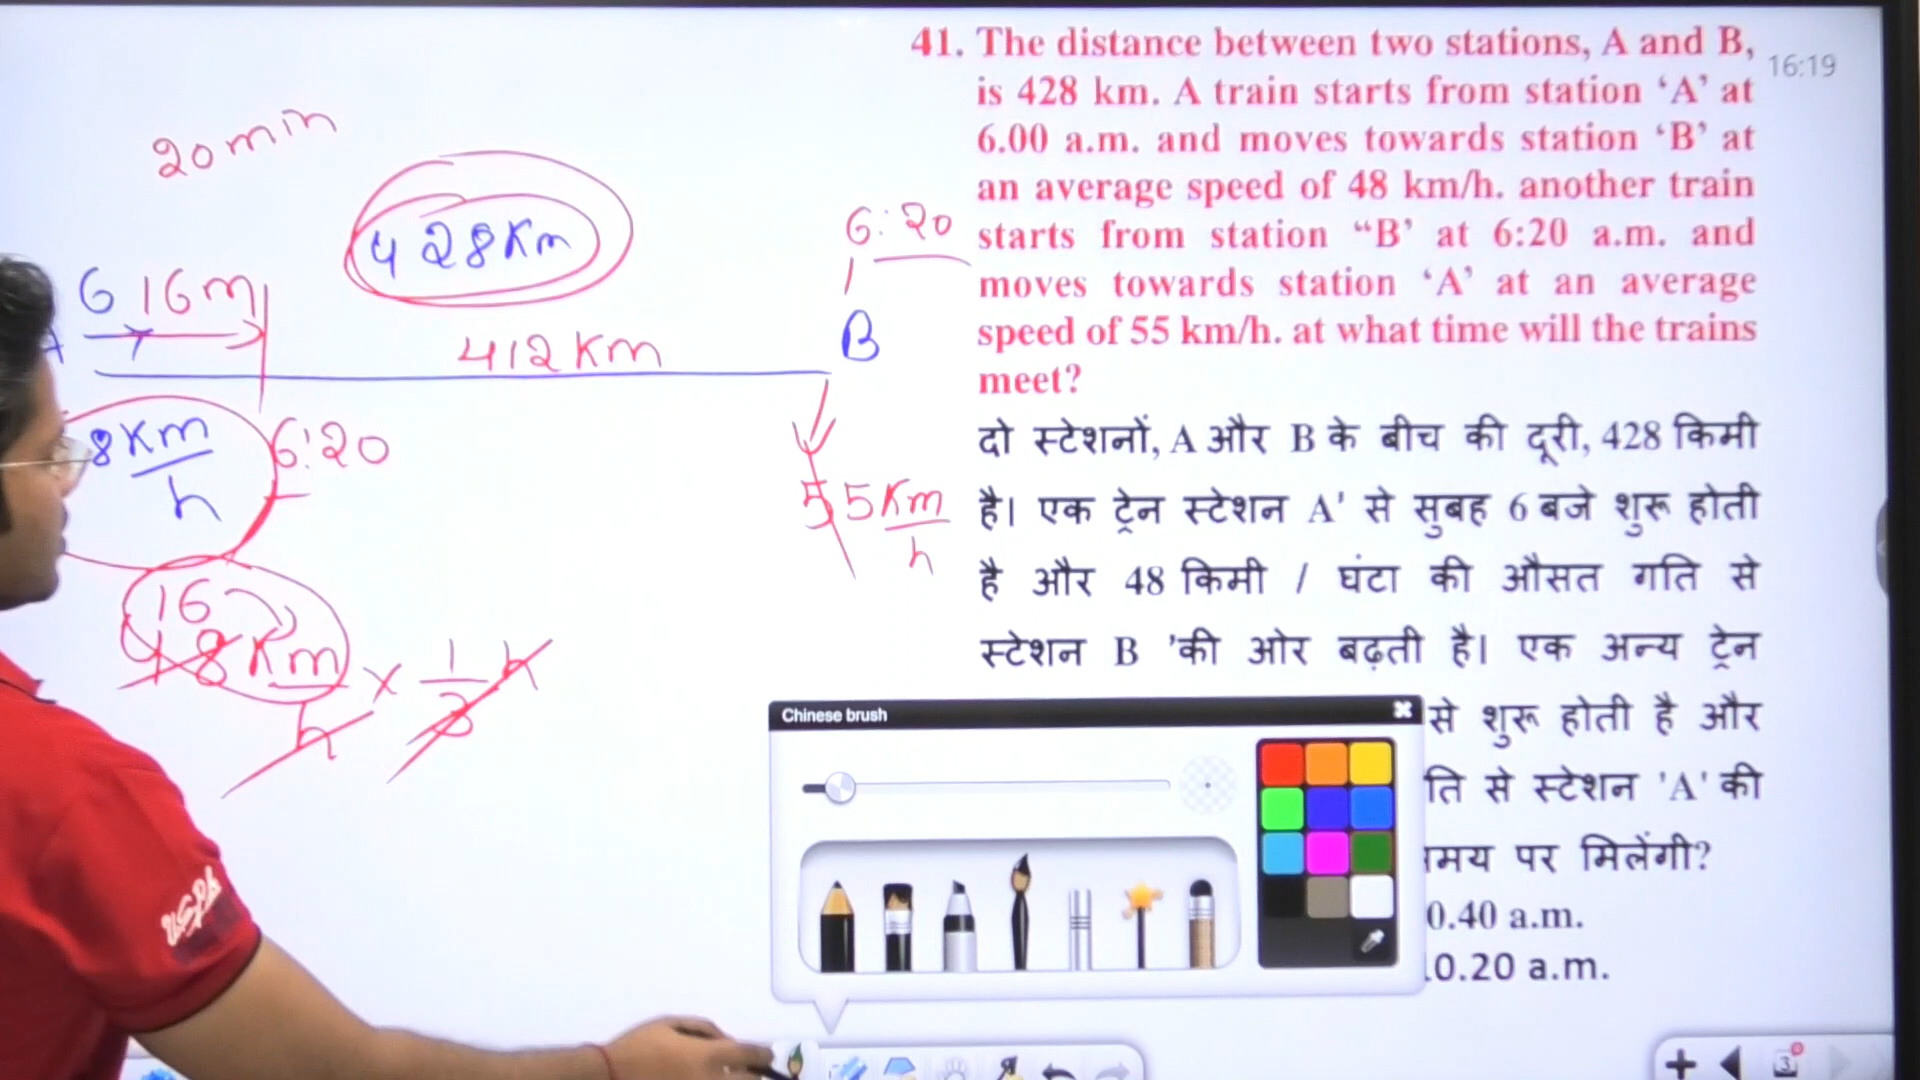 41. The distance between two stations, A and B,
is 428 km. A train starts from station ‘A’ at
6.00 a.m. and moves towards station ‘B’ at
an average speed of 48 km/h. another train
starts from station “B’ at 6:20 a.m. and
moves towards station ‘A’ at an average
speed of 55 km/h. at what time will the trains
meet?
16:19
दो स्टेशनों, A और B के बीच की दूरी, 428 किमी
है। एक ट्रेन स्टेशन A' से सुबह 6 बजे शुरू होती
है और 48 किमी / घंटा की औसत गति से
स्टेशन B 'की ओर बढ़ती है। एक अन्य ट्रेन
से शुरू होती है और
ति से स्टेशन 'A' की
पर मिलेंगी?
0.40 a.m.
0.20 a.m.
20 min
428 Km
6:20
6 16 m
412 Km
B
8 Km
h
6:20
55 Km
h
16
48 Km × 1 h
h 3
Chinese brush
3